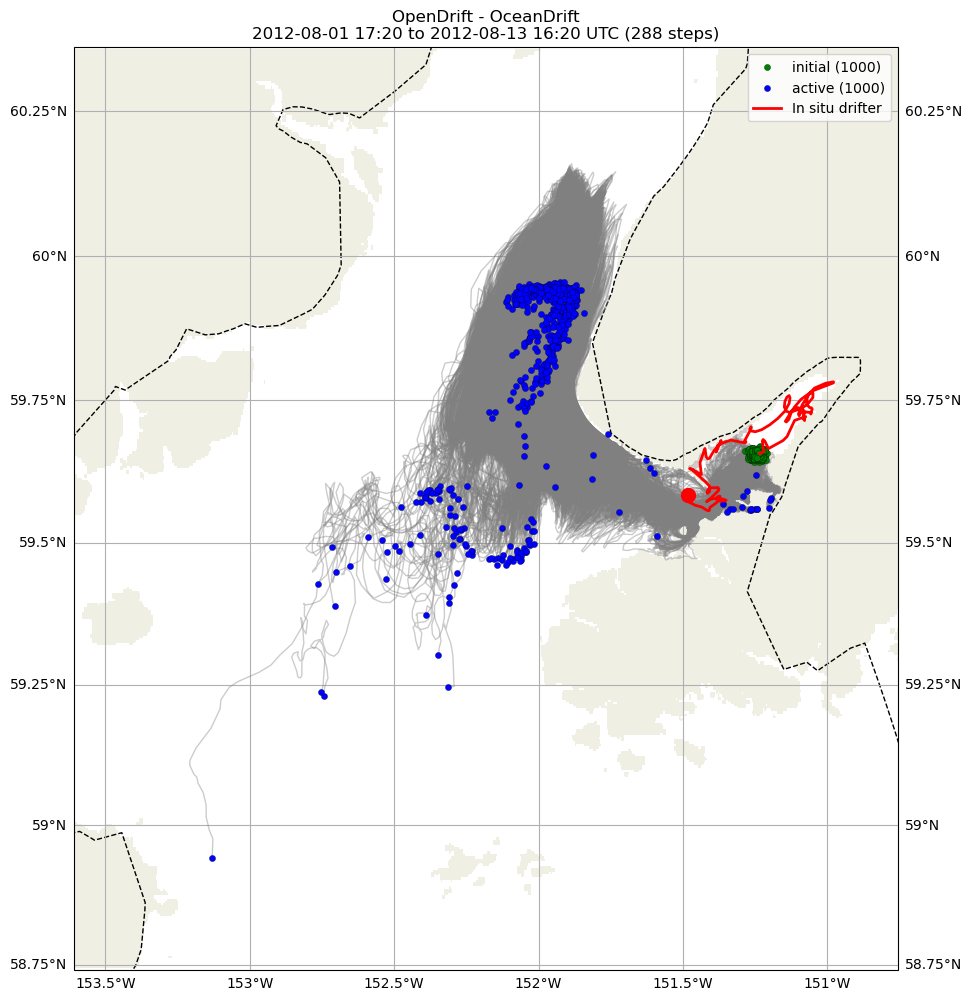 OpenDrift - OceanDrift
2012-08-01 17:20 to 2012-08-13 16:20 UTC (288 steps)
initial (1000)
active (1000)
In situ drifter
60.25°N 60.25°N
60°N 60°N
59.75°N 59.75°N
59.5°N 59.5°N
59.25°N 59.25°N
59°N 59°N
58.75°N 58.75°N
153.5°W 153°W 152.5°W 152°W 151.5°W 151°W